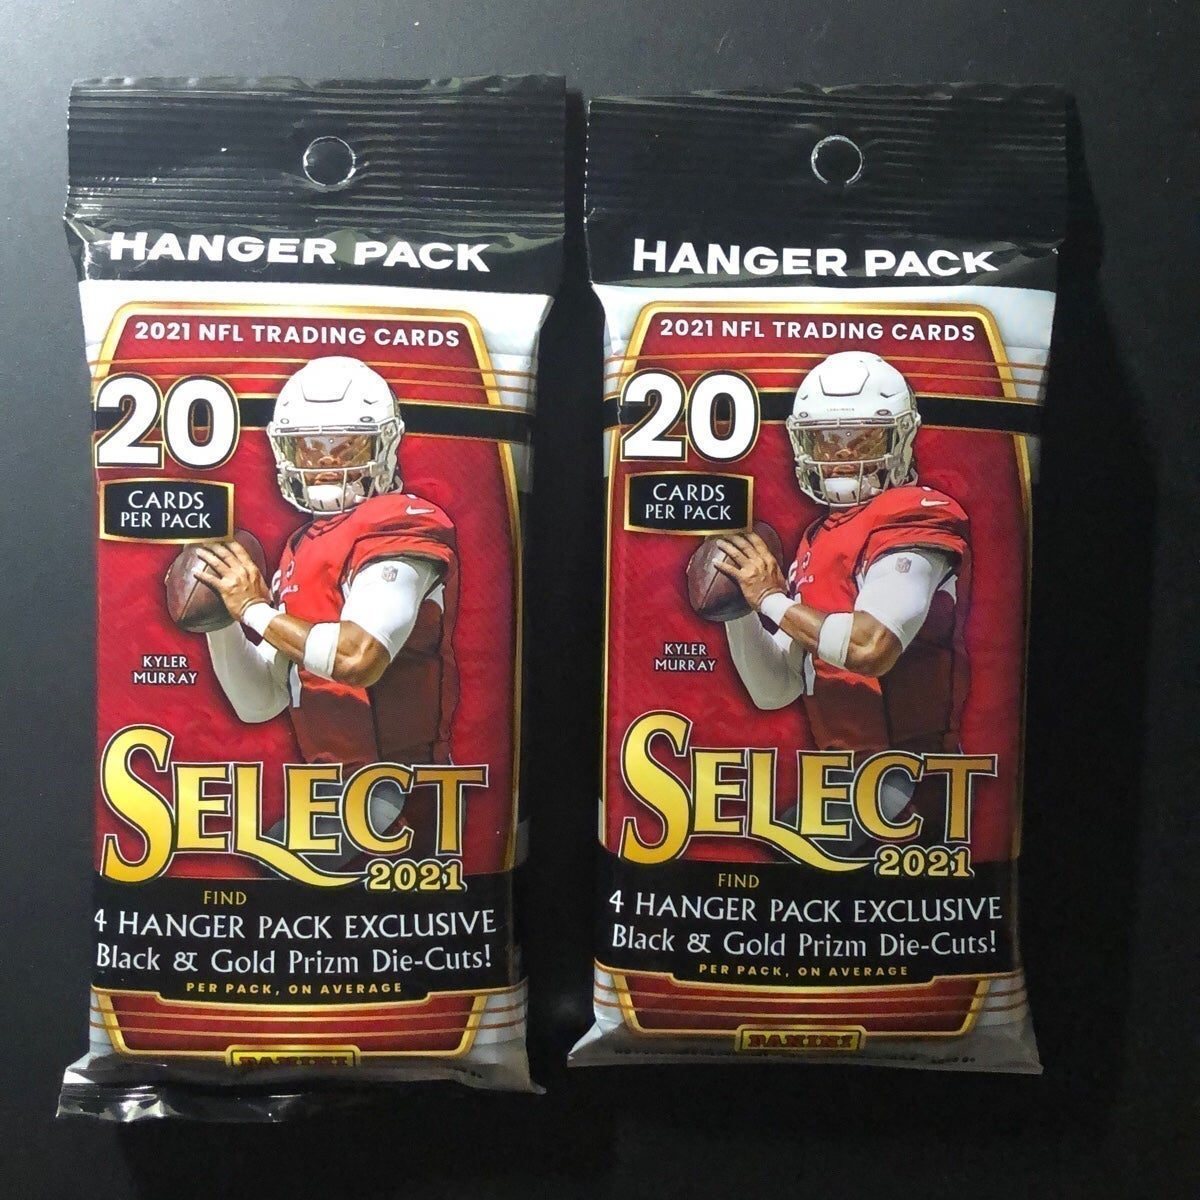 HANGER PACK
2021 NFL TRADING CARDS
20
CARDS
PER PACK
KYLER
MURRAY
SELECT
2021
FIND
4 HANGER PACK EXCLUSIVE
Black & Gold Prizm Die-Cuts!
PER PACK, ON AVERAGE
PANINI
HANGER PACK
2021 NFL TRADING CARDS
20
CARDS
PER PACK
KYLER
MURRAY
SELECT
2021
FIND
4 HANGER PACK EXCLUSIVE
Black & Gold Prizm Die-Cuts!
PER PACK, ON AVERAGE
PANINI